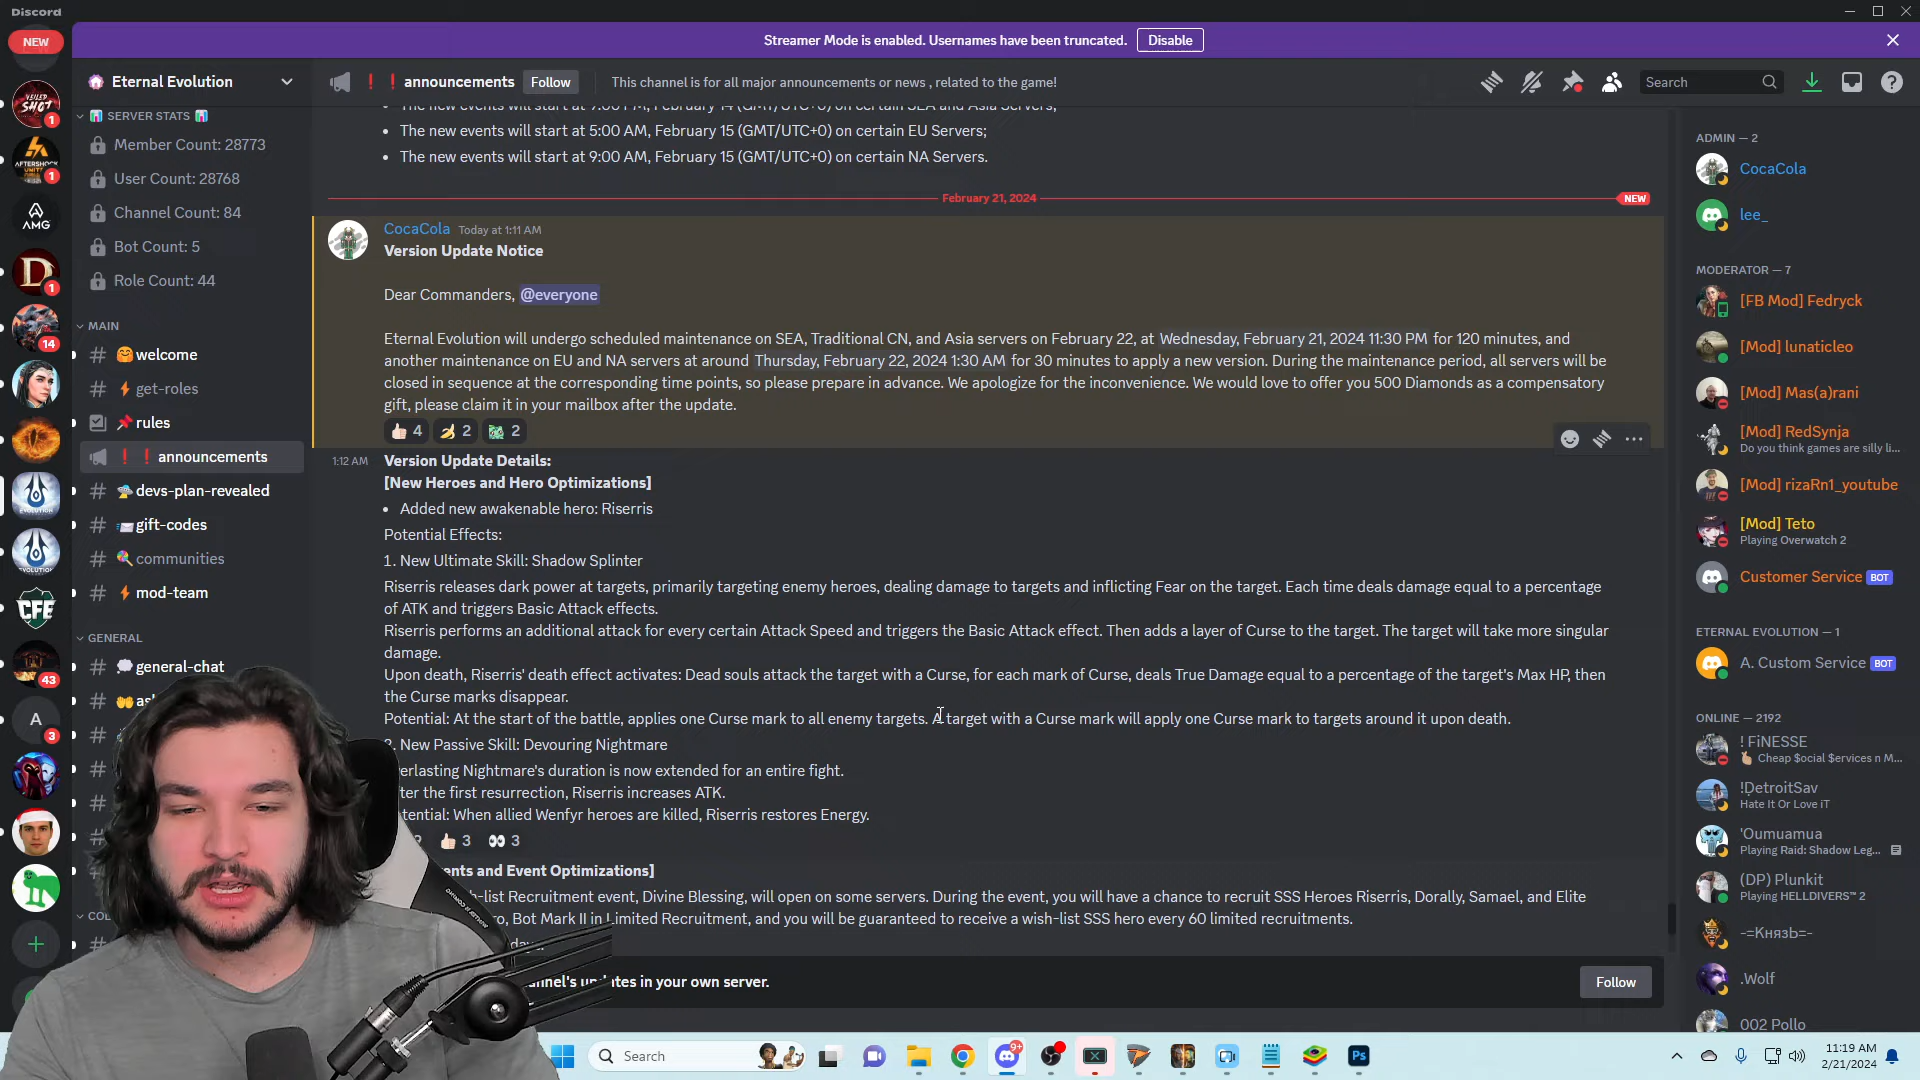 Discord
NEW
Streamer Mode is enabled. Usernames have been truncated.
Disable
Eternal Evolution
SERVER STATS
Member Count: 28773
User Count: 28768
Channel Count: 84
Bot Count: 5
Role Count: 44
MAIN
welcome
get-roles
rules
announcements
devs-plan-revealed
gift-codes
communities
mod-team
GENERAL
general-chat
VEILED SHOT
1
AFTERSHOCK
1
AMG
1
14
EVOLUTION
EVOLUTION
CFE
43
A
3
announcements
Follow
This channel is for all major announcements or news , related to the game!
Search
The new events will start at 5:00 AM, February 15 (GMT/UTC+0) on certain EU Servers;
The new events will start at 9:00 AM, February 15 (GMT/UTC+0) on certain NA Servers.
February 21, 2024
NEW
CocaCola Today at 1:11 AM
Version Update Notice
Dear Commanders, @everyone
Eternal Evolution will undergo scheduled maintenance on SEA, Traditional CN, and Asia servers on February 22, at Wednesday, February 21, 2024 11:30 PM for 120 minutes, and
another maintenance on EU and NA servers at around Thursday, February 22, 2024 1:30 AM for 30 minutes to apply a new version. During the maintenance period, all servers will be
closed in sequence at the corresponding time points, so please prepare in advance. We apologize for the inconvenience. We would love to offer you 500 Diamonds as a compensatory
gift, please claim it in your mailbox after the update.
4 2 2
1:12 AM Version Update Details:
[New Heroes and Hero Optimizations]
Added new awakenable hero: Riserris
Potential Effects:
1. New Ultimate Skill: Shadow Splinter
Riserris releases dark power at targets, primarily targeting enemy heroes, dealing damage to targets and inflicting Fear on the target. Each time deals damage equal to a percentage
of ATK and triggers Basic Attack effects.
Riserris performs an additional attack for every certain Attack Speed and triggers the Basic Attack effect. Then adds a layer of Curse to the target. The target will take more singular
damage.
Upon death, Riserris' death effect activates: Dead souls attack the target with a Curse, for each mark of Curse, deals True Damage equal to a percentage of the target's Max HP, then
the Curse marks disappear.
Potential: At the start of the battle, applies one Curse mark to all enemy targets. A target with a Curse mark will apply one Curse mark to targets around it upon death.
New Passive Skill: Devouring Nightmare
Nightmare's duration is now extended for an entire fight.
the first resurrection, Riserris increases ATK.
When allied Wenfyr heroes are killed, Riserris restores Energy.
3 3
and Event Optimizations]
Recruitment event, Divine Blessing, will open on some servers. During the event, you will have a chance to recruit SSS Heroes Riserris, Dorally, Samael, and Elite
Bot Mark II in Limited Recruitment, and you will be guaranteed to receive a wish-list SSS hero every 60 limited recruitments.
updates in your own server.
Follow
ADMIN — 2
CocaCola
lee_
MODERATOR — 7
[FB Mod] Fedryck
[Mod] lunaticleo
[Mod] Mas(a)rani
[Mod] RedSynja
Do you think games are silly li...
[Mod] rizaRn1_youtube
[Mod] Teto
Playing Overwatch 2
Customer Service BOT
ETERNAL EVOLUTION — 1
A. Custom Service BOT
ONLINE — 2192
! FiNESSE
Cheap $ocial $ervices n M...
!DetroitSav
Hate It Or Love iT
'Oumuamua
Playing Raid: Shadow Leg...
(DP) Plunkit
Playing HELLDIVERS™ 2
-=КнязЬ=-
.Wolf
002 Pollo
Search
9+
Ps
11:19 AM
2/21/2024